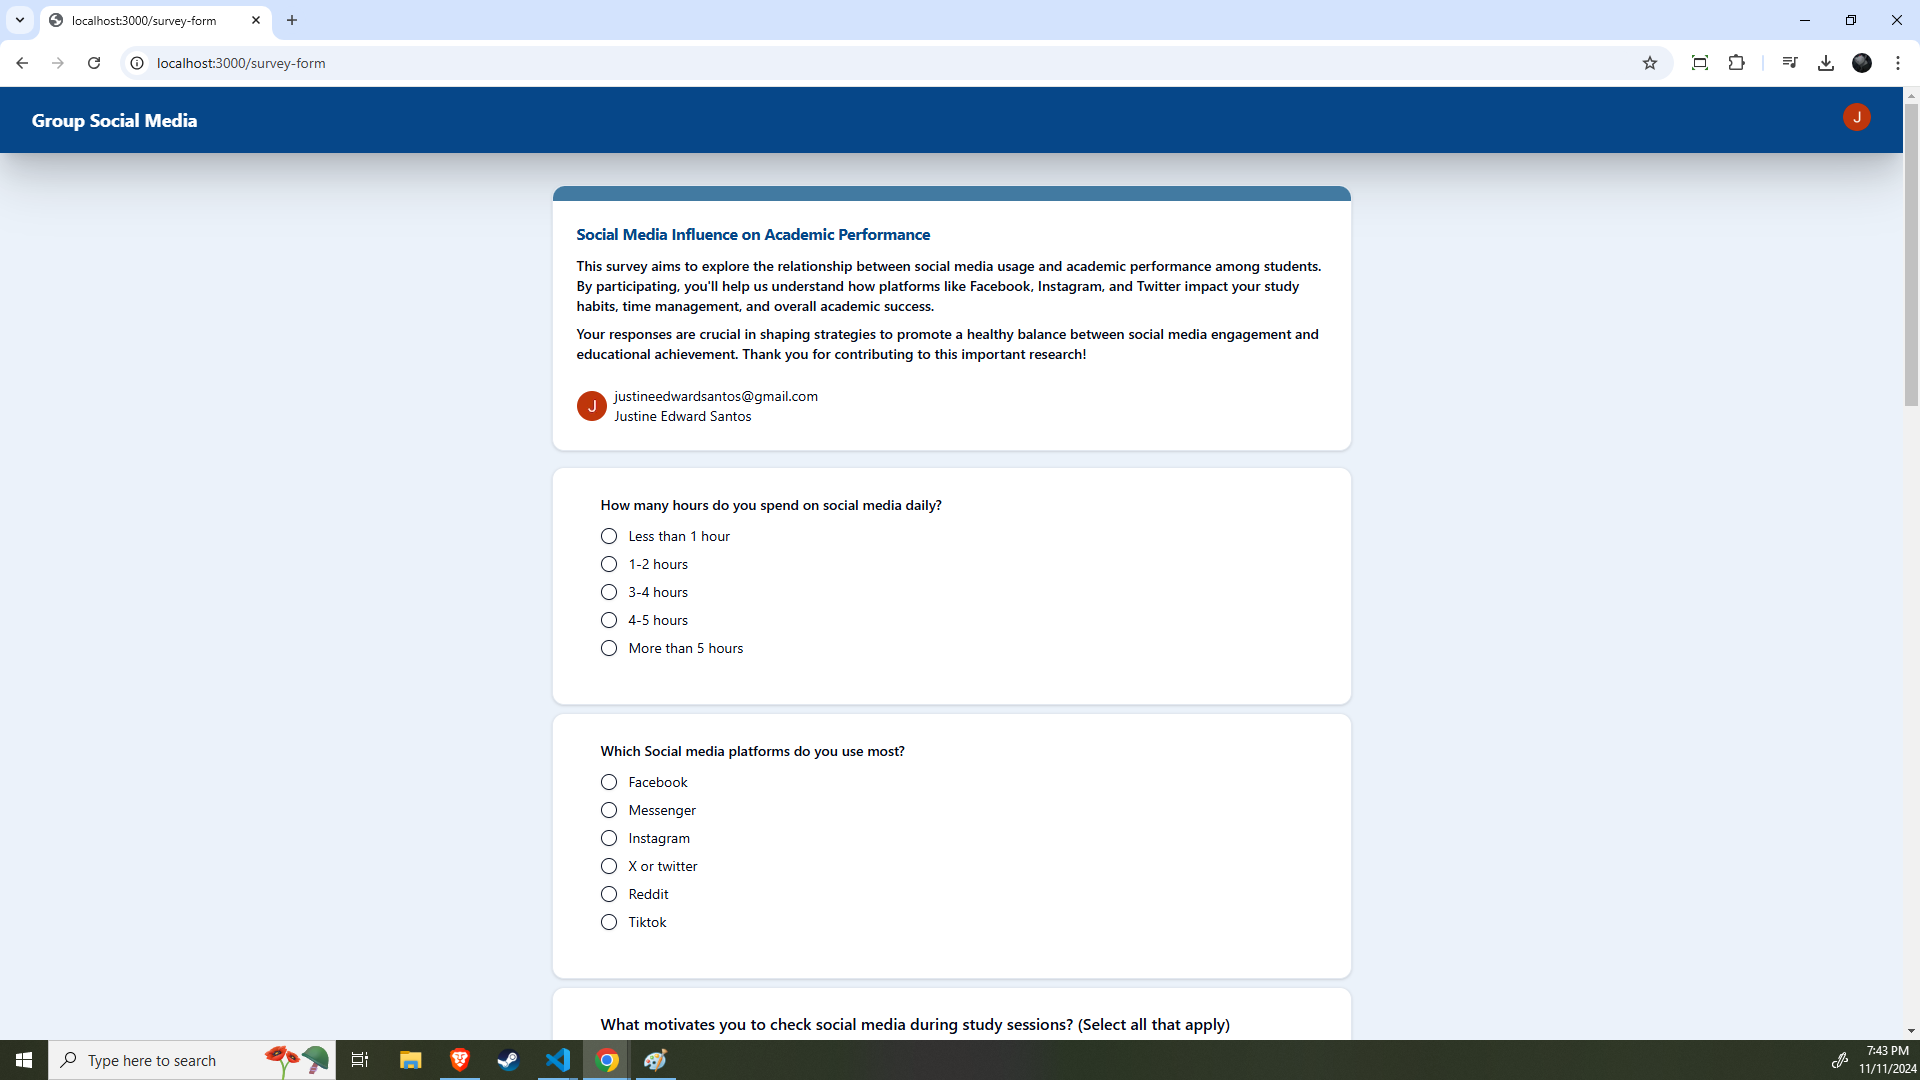 localhost:3000/survey-form
localhost:3000/survey-form
Group Social Media
J
Social Media Influence on Academic Performance
This survey aims to explore the relationship between social media usage and academic performance among students.
By participating, you'll help us understand how platforms like Facebook, Instagram, and Twitter impact your study
habits, time management, and overall academic success.
Your responses are crucial in shaping strategies to promote a healthy balance between social media engagement and
educational achievement. Thank you for contributing to this important research!
J
justineedwardsantos@gmail.com
Justine Edward Santos
How many hours do you spend on social media daily?
Less than 1 hour
1-2 hours
3-4 hours
4-5 hours
More than 5 hours
Which Social media platforms do you use most?
Facebook
Messenger
Instagram
X or twitter
Reddit
Tiktok
What motivates you to check social media during study sessions? (Select all that apply)
Type here to search
7:43 PM
11/11/2024